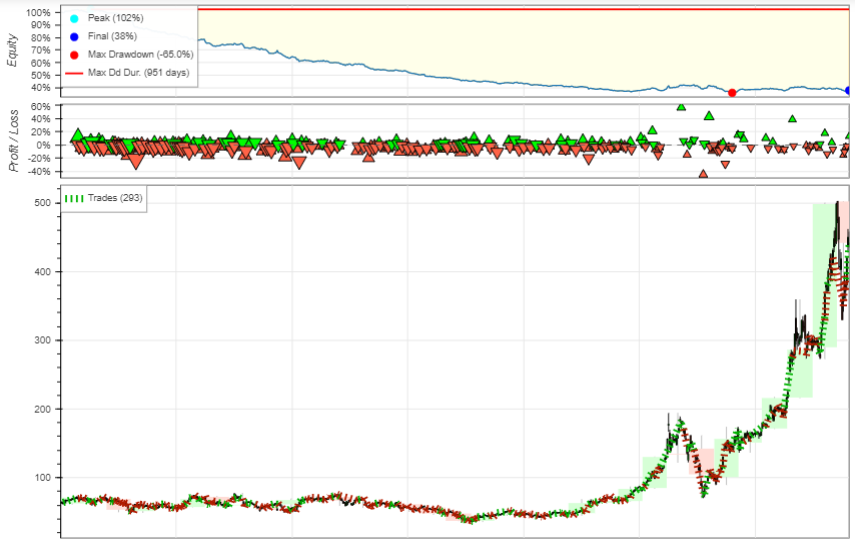 100%
90%
80%
70%
60%
50%
40%
Equity
Peak (102%)
Final (38%)
Max Drawdown (-65.0%)
Max Dd Dur. (951 days)
60%
40%
20%
0%
-20%
-40%
Profit / Loss
Trades (293)
500
400
300
200
100